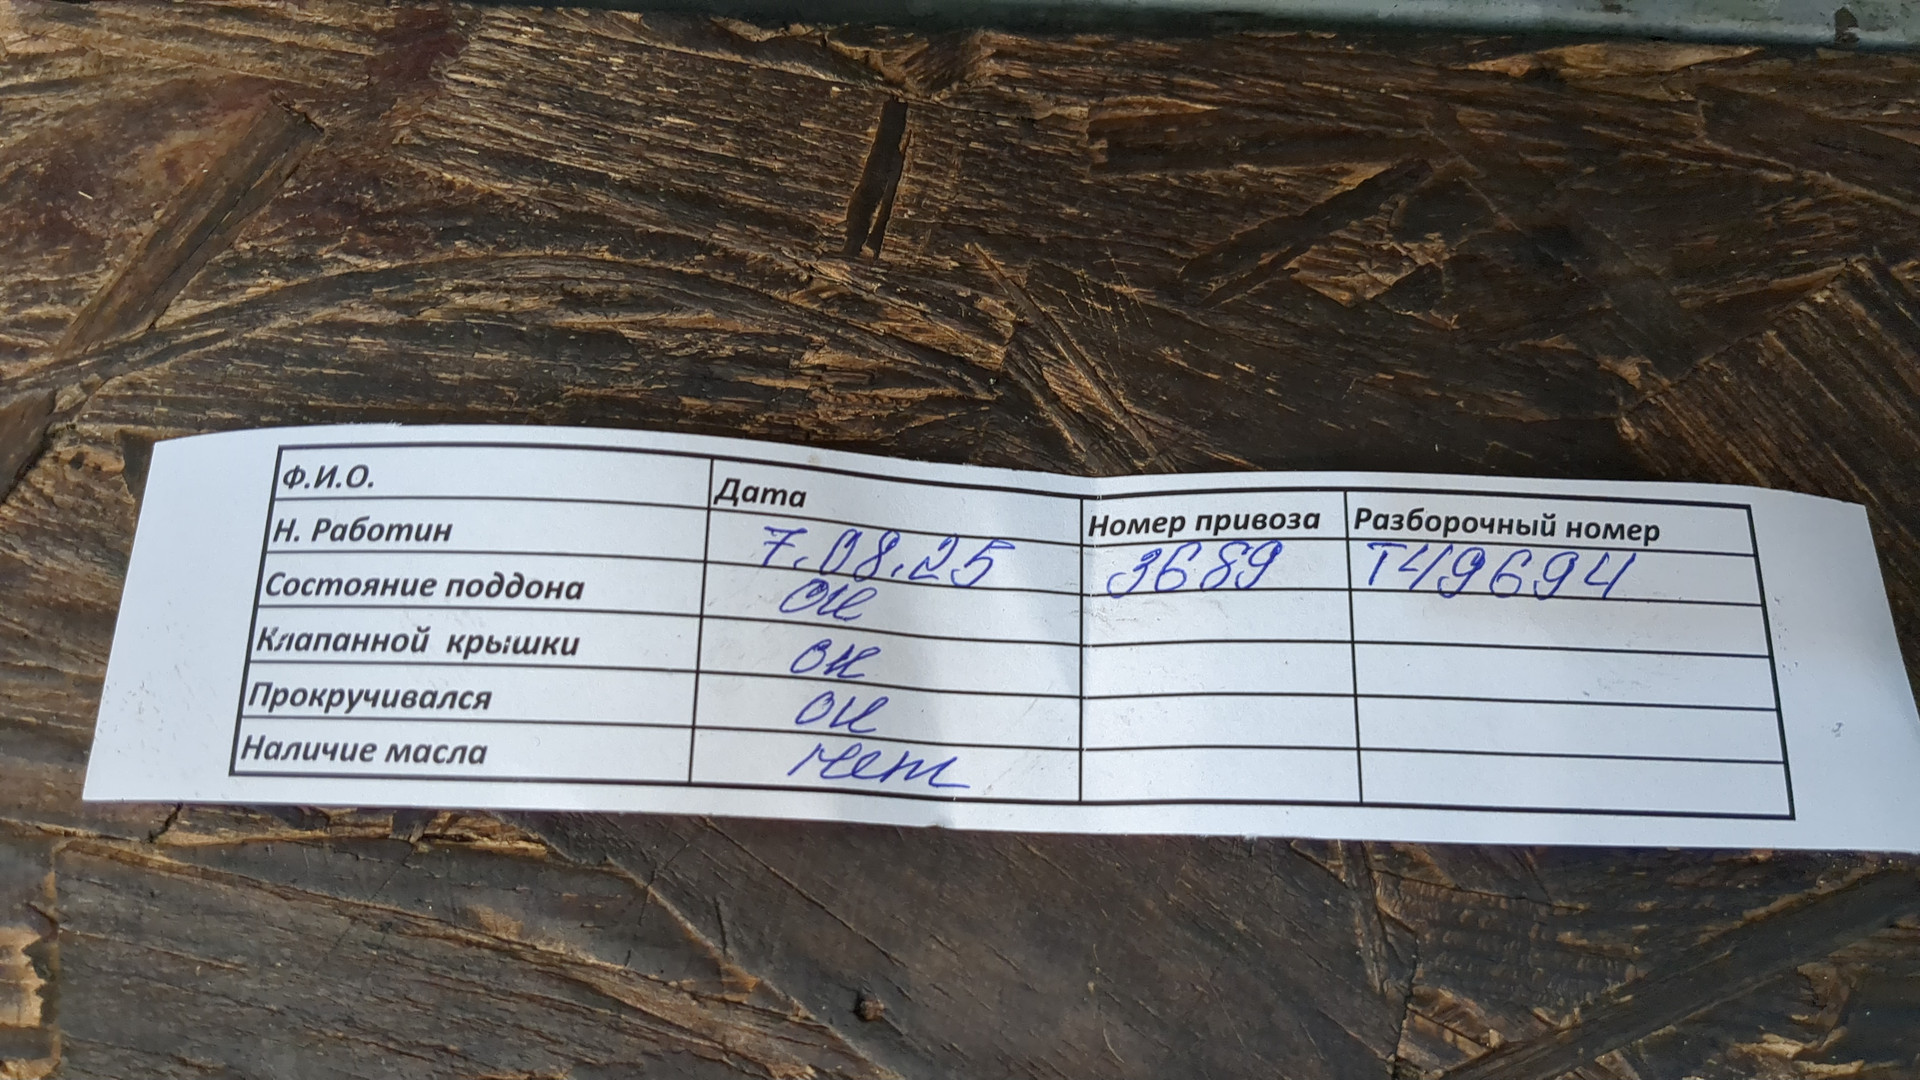 Ф.И.О. Дата Номер привоза Разборочный номер
Н. Работин 7.08.25 3689 Т49694
Состояние поддона ок
Клапанной крышки ок
Прокручивался ок
Наличие масла нет